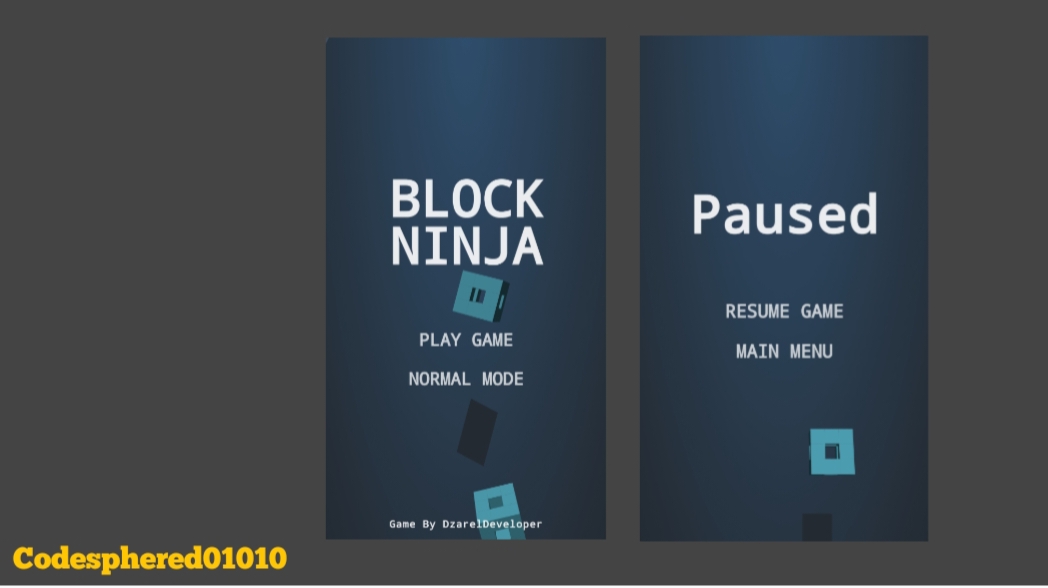 BLOCK
NINJA
PLAY GAME
NORMAL MODE
Game By DzarelDeveloper
Paused
RESUME GAME
MAIN MENU
Codesphered01010